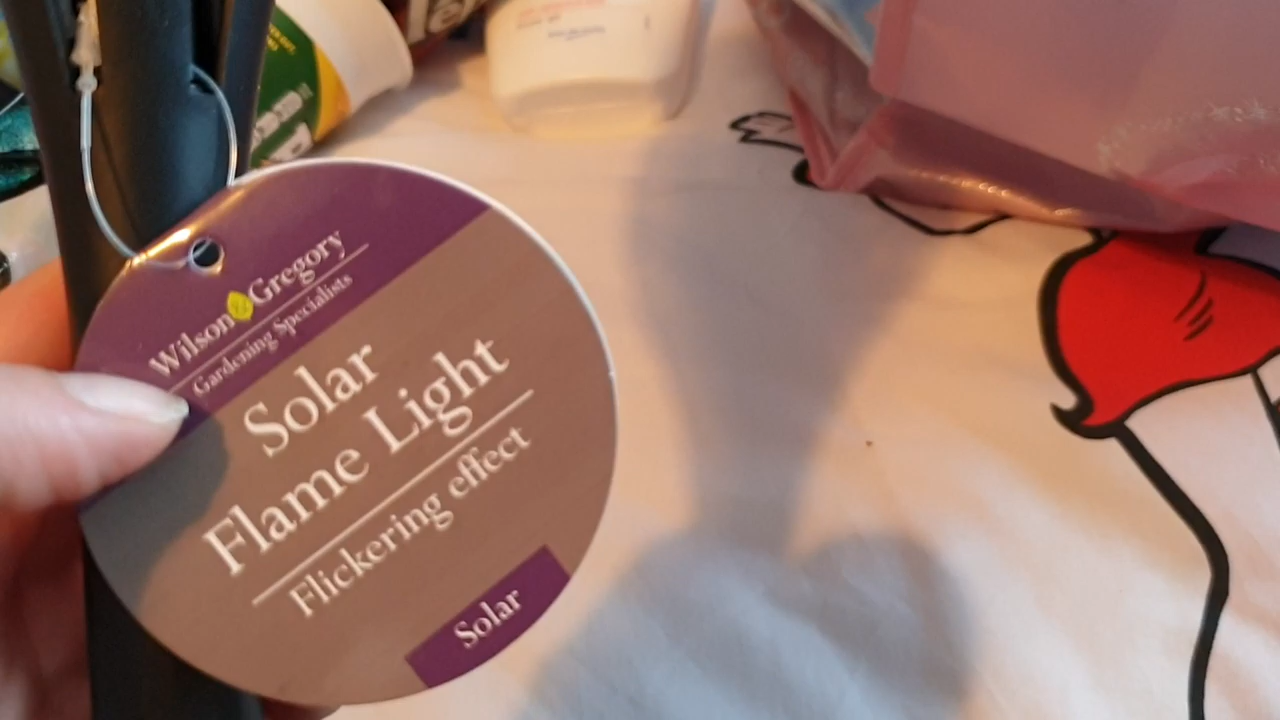 Wilson & Gregory
Gardening Specialists
Solar
Flame Light
Flickering effect
Solar